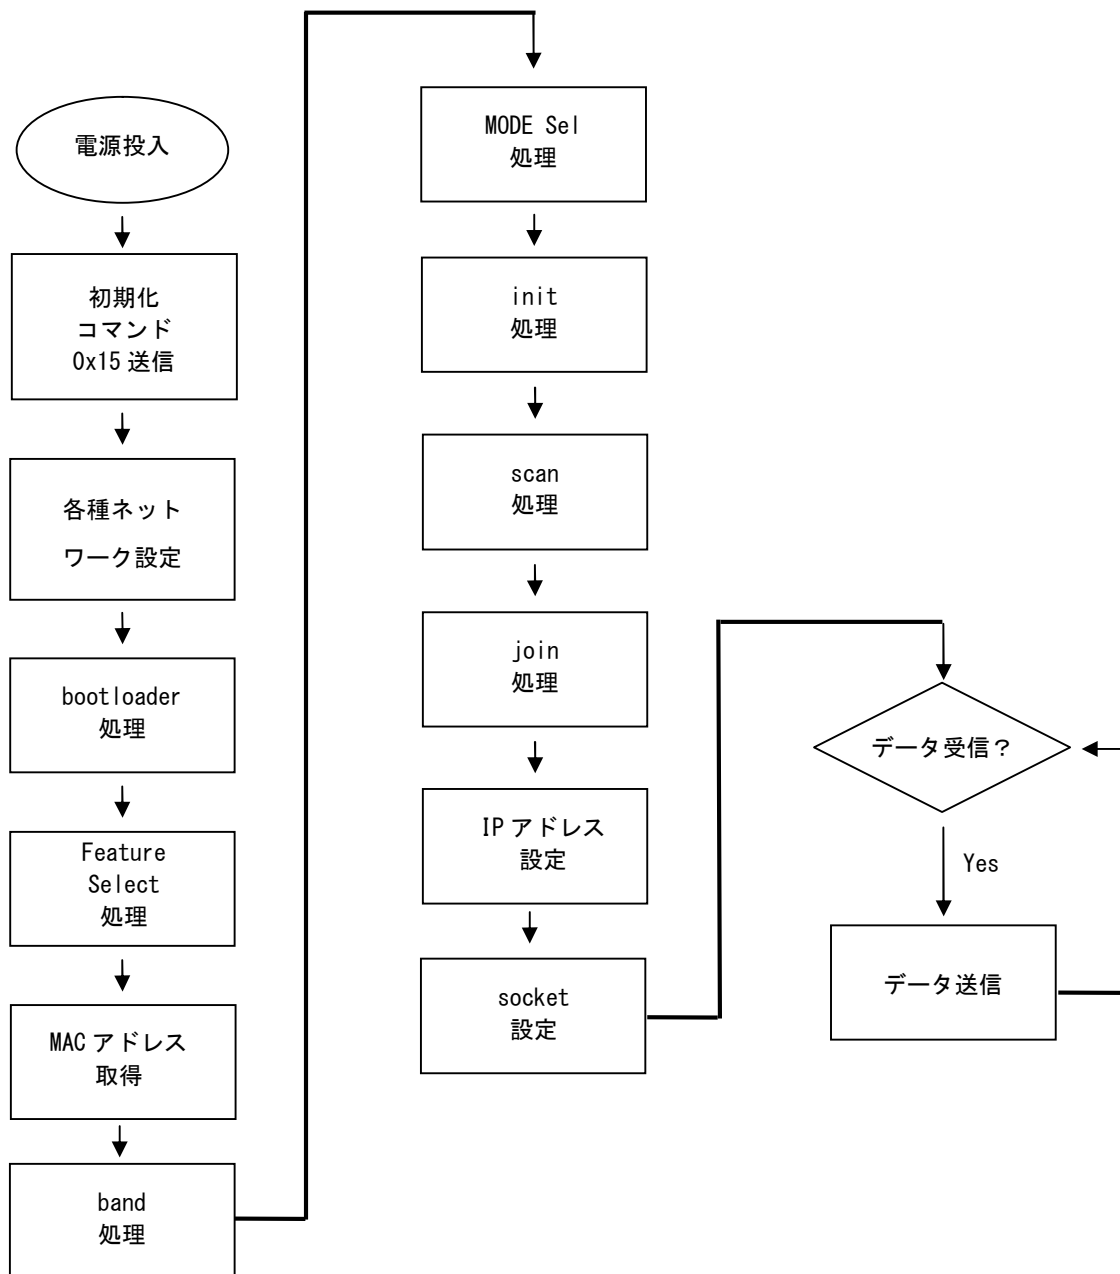 電源投入
初期化
コマンド
0x15 送信
各種ネット
ワーク設定
bootloader
処理
Feature
Select
処理
MAC アドレス
取得
band
処理
MODE Sel
処理
init
処理
scan
処理
join
処理
IP アドレス
設定
socket
設定
データ受信？
Yes
データ送信